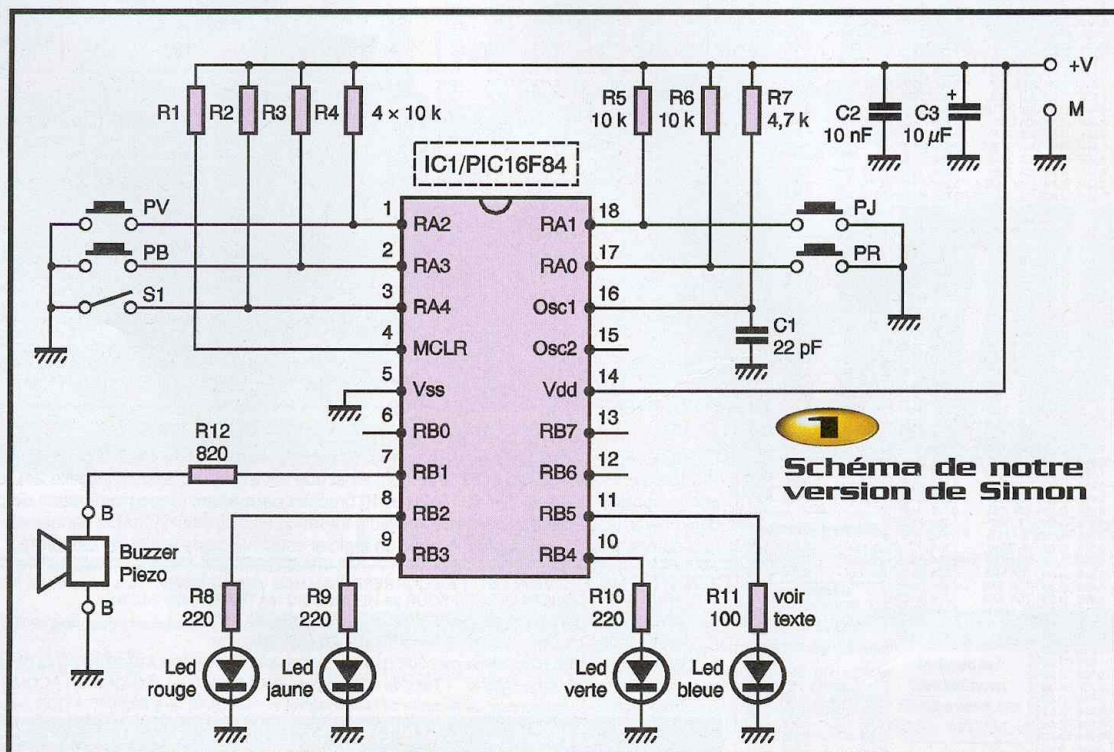 +V
R1 R2 R3 R4 4 × 10 k
R5
10 k
R6
10 k
R7
4,7 k
C2
10 nF
+
C3
10 µF
M
IC1/PIC16F84
PV
PB
S1
1 RA2
2 RA3
3 RA4
4 MCLR
5 Vss
6 RB0
7 RB1
8 RB2
9 RB3
RA1 18
RA0 17
Osc1 16
Osc2 15
Vdd 14
RB7 13
RB6 12
RB5 11
RB4 10
PJ
PR
C1
22 pF
1
Schéma de notre
version de Simon
R12
820
B
Buzzer
Piezo
B
R8
220
R9
220
R10
220
R11
100
voir
texte
Led
rouge
Led
jaune
Led
verte
Led
bleue